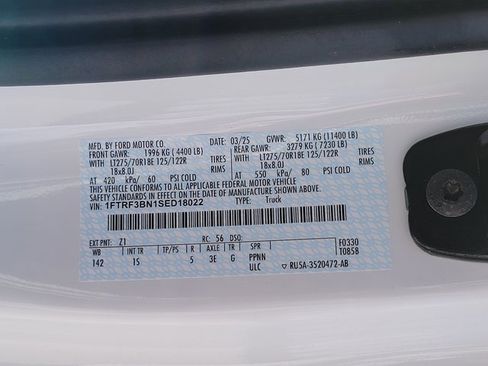 MFD. BY FORD MOTOR CO. DATE: 03/25 GVWR: 5171 KG (11400 LB)
FRONT GAWR: 1996 KG (4400 LB) REAR GAWR: 3279 KG (7230 LB)
WITH LT275/70R18E 125/122R TIRES WITH LT275/70R18E 125/122R TIRES
18x8.0J RIMS 18x8.0J RIMS
AT 420 kPa/ 60 PSI COLD AT 550 kPa/ 80 PSI COLD
THIS VEHICLE CONFORMS TO ALL APPLICABLE FEDERAL MOTOR VEHICLE
SAFETY STANDARDS IN EFFECT ON THE DATE OF MANUFACTURE SHOWN ABOVE.
VIN: 1FTRF3BN1SED18022 TYPE: Truck
EXT PNT: Z1 RC: 56 DSO: F0330
WB INT TR TP/PS R AXLE TR SPR T0858
142 1S 5 3E G PPNN
ULC RU5A-3520472-AB